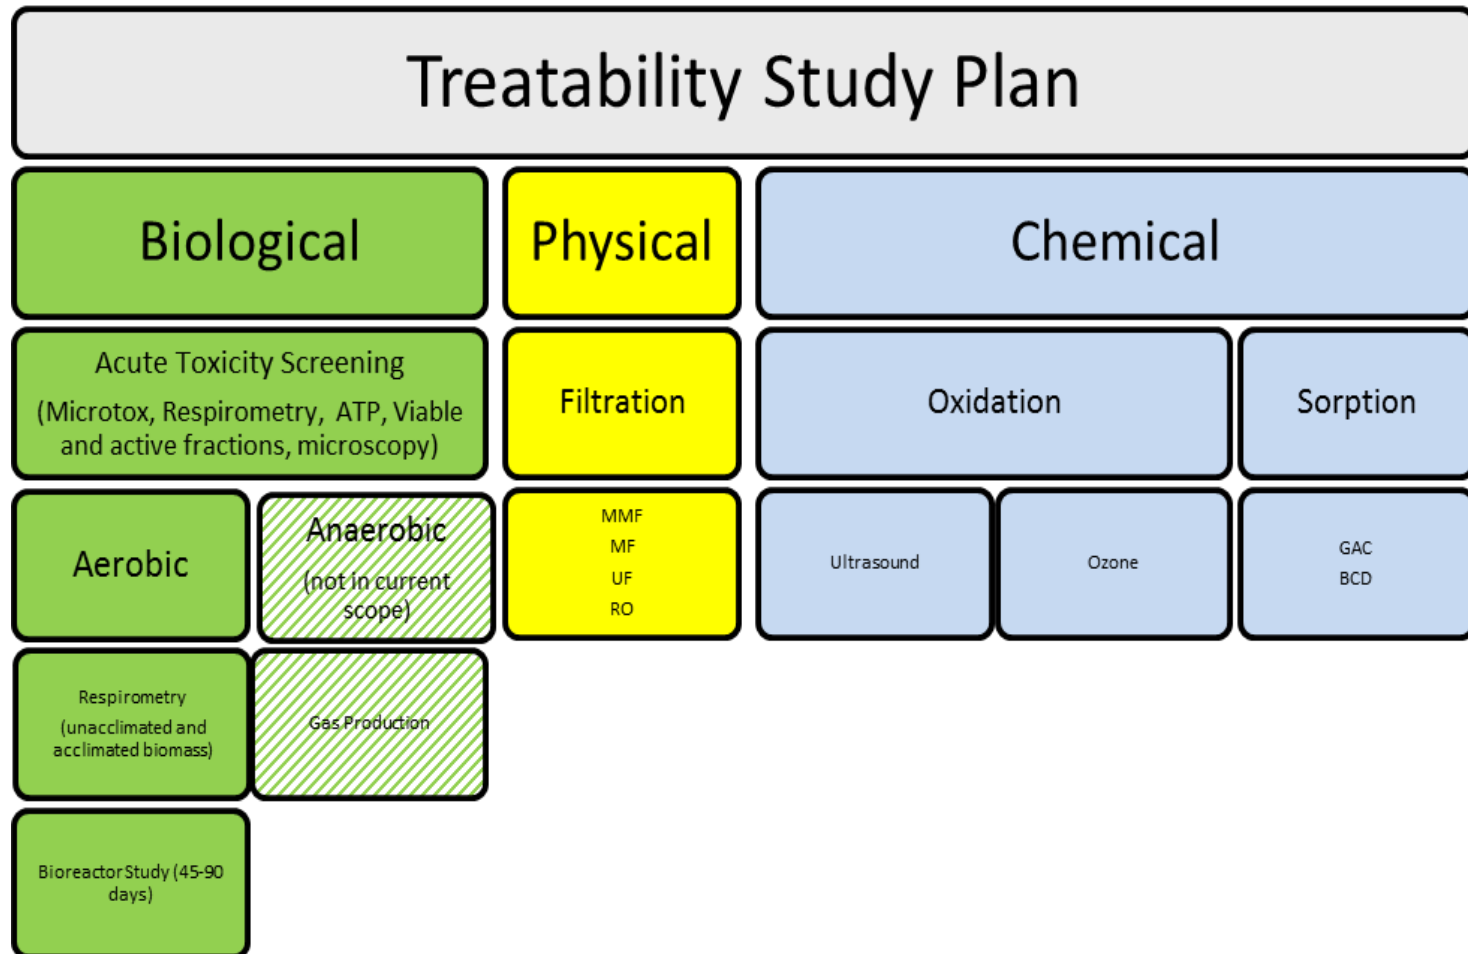 Treatability Study Plan
Biological
Physical
Chemical
Acute Toxicity Screening
(Microtox, Respirometry, ATP, Viable
and active fractions, microscopy)
Filtration
Oxidation
Sorption
Aerobic
Anaerobic
(not in current
scope)
MMF
MF
UF
RO
Ultrasound
Ozone
GAC
BCD
Respirometry
(unacclimated and
acclimated biomass)
Gas Production
Bioreactor Study (45-90
days)